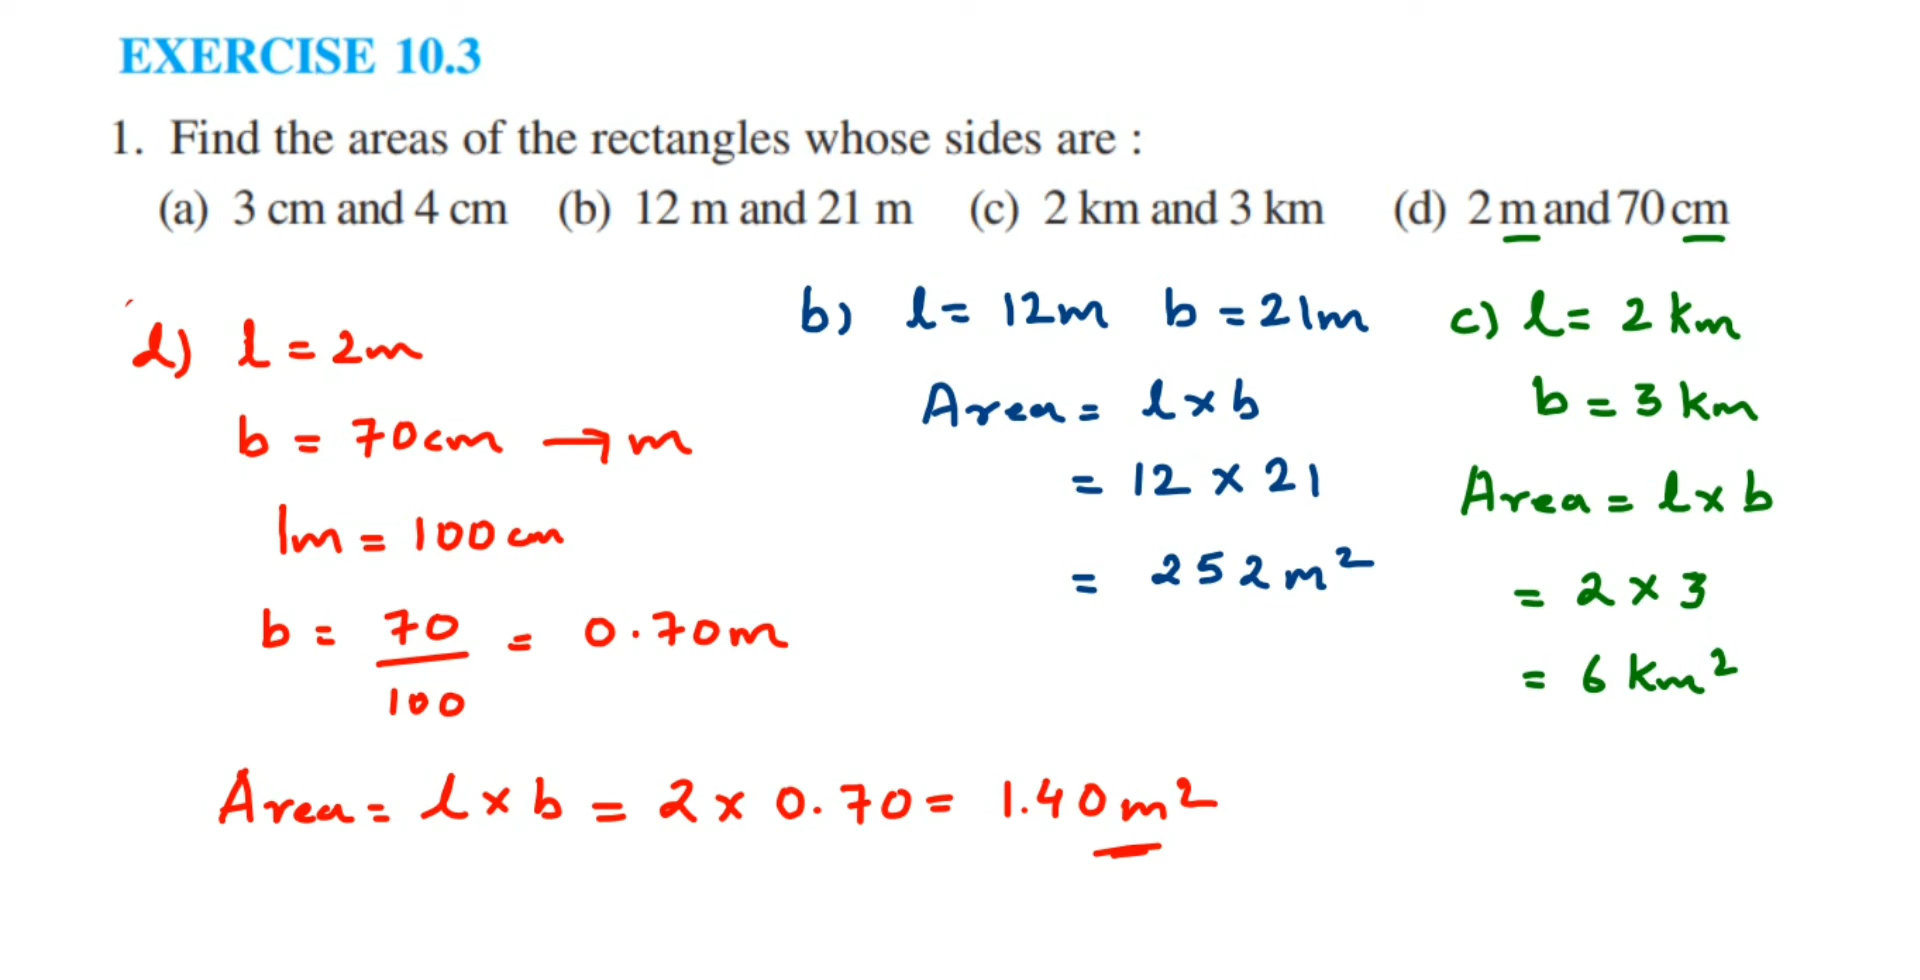 EXERCISE 10.3
1. Find the areas of the rectangles whose sides are :
(a) 3 cm and 4 cm (b) 12 m and 21 m (c) 2 km and 3 km (d) 2 m and 70 cm
d) l = 2m
b = 70cm → m
1m = 100 cm
b = 70/100 = 0.70m
Area = l × b = 2 × 0.70 = 1.40 m²
b) l = 12m b = 21m
Area = l × b
= 12 × 21
= 252 m²
c) l = 2 km
b = 3 km
Area = l × b
= 2 × 3
= 6 km²